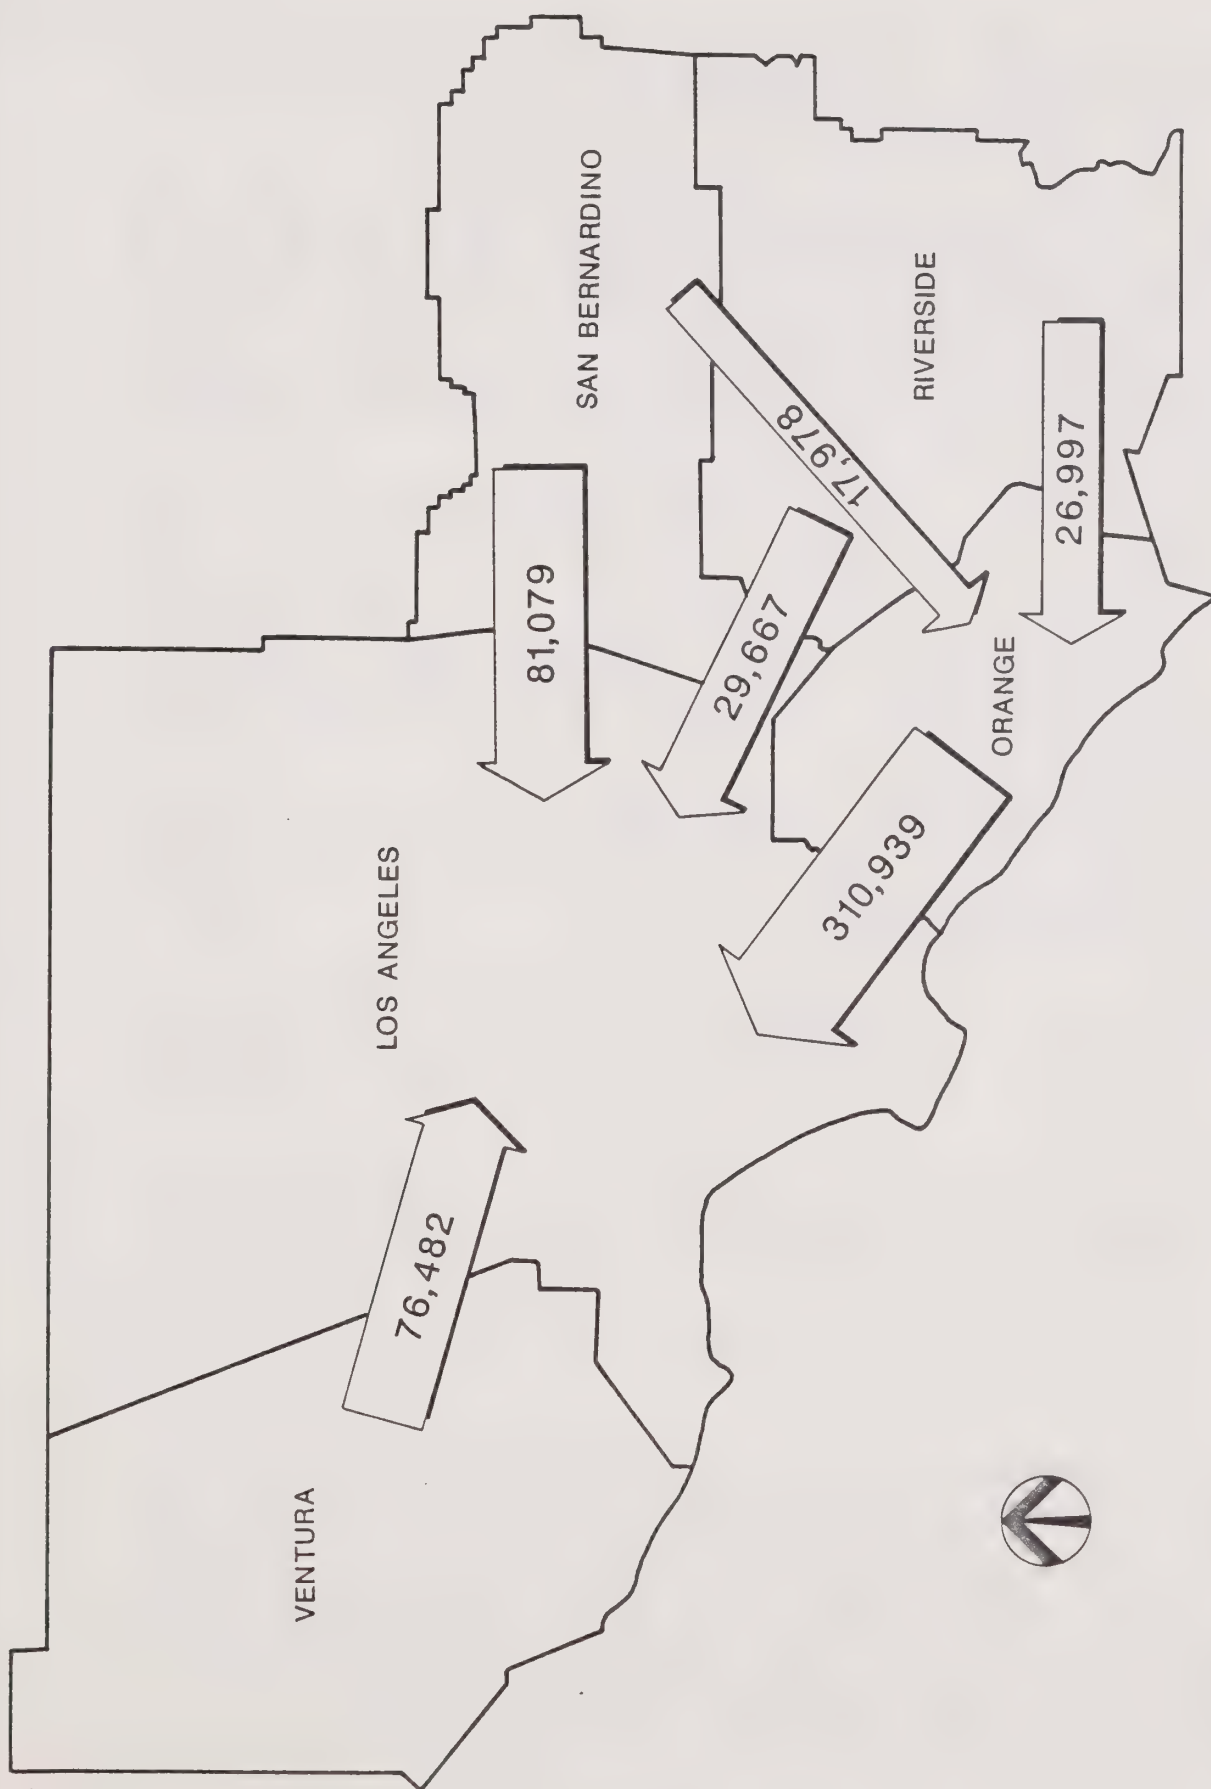 VENTURA
76,482
LOS ANGELES
81,079
SAN BERNARDINO
29,667
17,978
RIVERSIDE
310,939
ORANGE
26,997